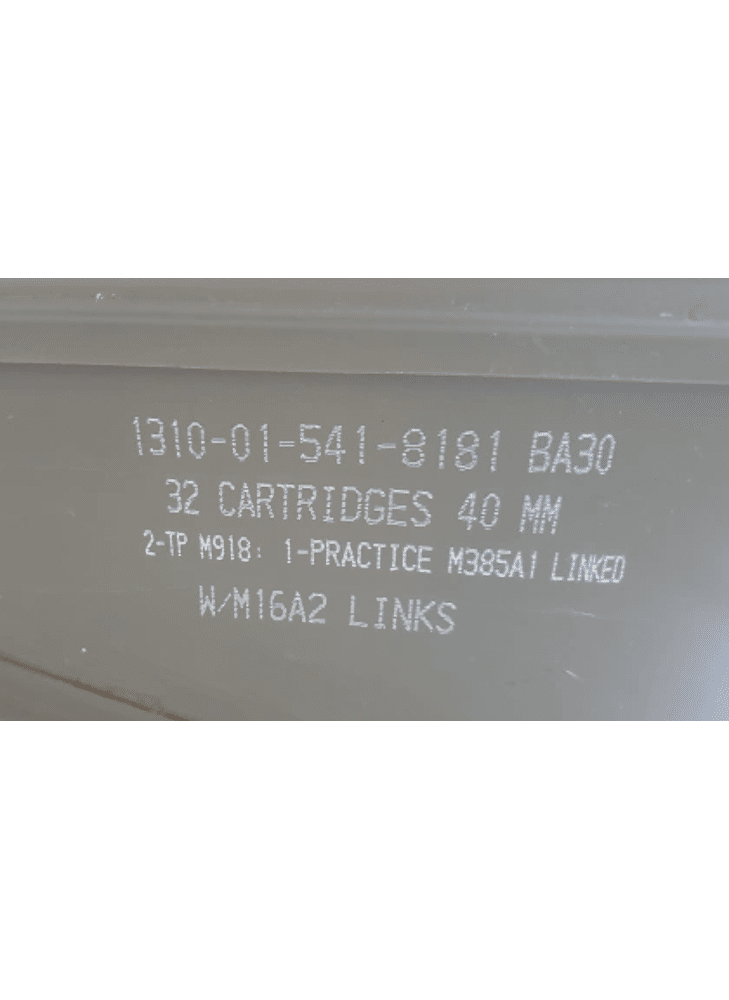 1310-01-541-8181 BA30
32 CARTRIDGES 40 MM
2-TP M918: 1-PRACTICE M385A1 LINKED
W/M16A2 LINKS